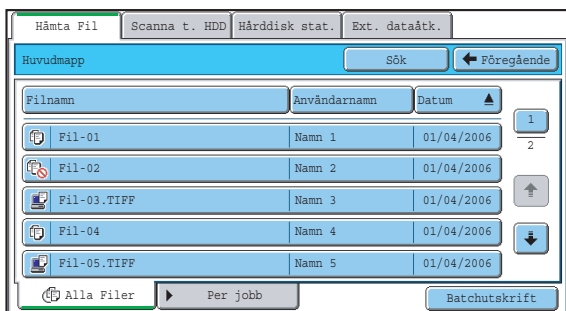 Hämta Fil Scanna t. HDD Hårddisk stat. Ext. dataåtk.
Huvudmapp Sök Föregående
Filnamn Användarnamn Datum
Fil-01 Namn 1 01/04/2006
1
2
Fil-02 Namn 2 01/04/2006
Fil-03.TIFF Namn 3 01/04/2006
Fil-04 Namn 4 01/04/2006
Fil-05.TIFF Namn 5 01/04/2006
Alla Filer Per jobb Batchutskrift